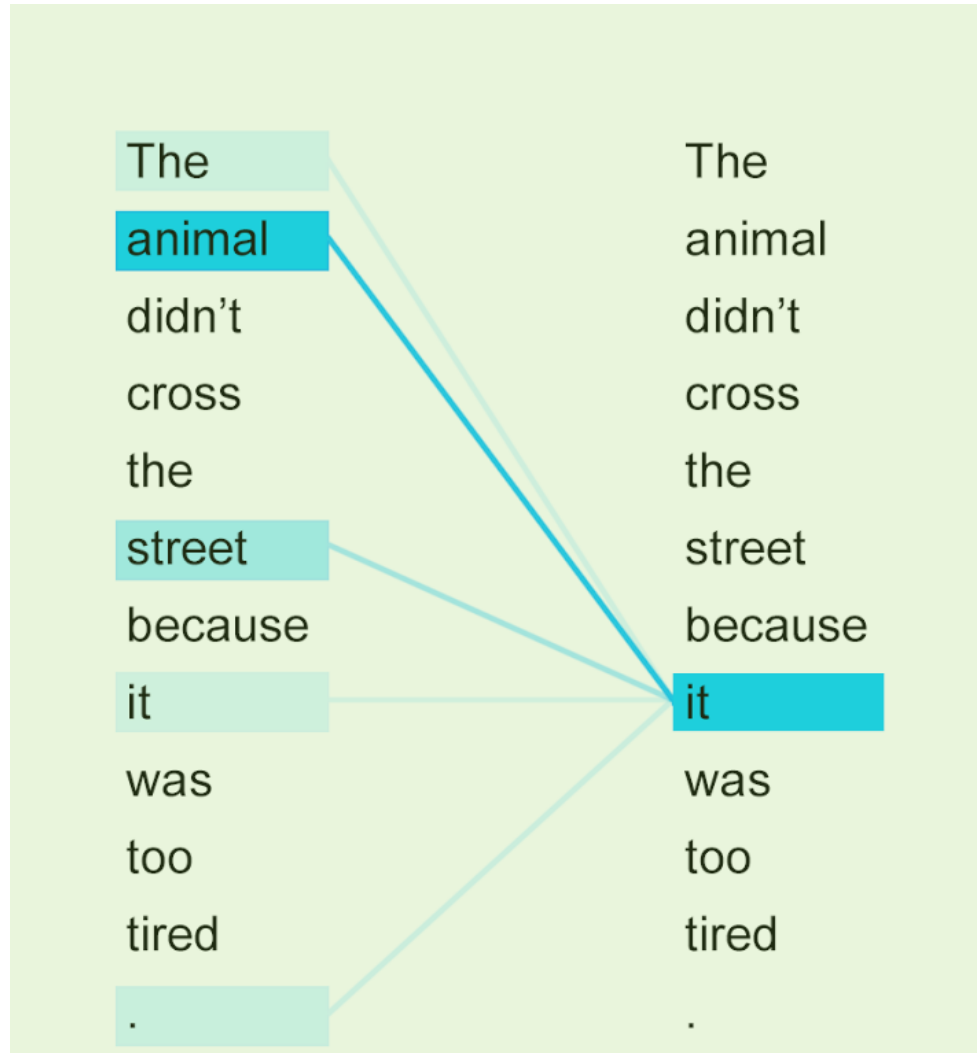 The
animal
didn’t
cross
the
street
because
it
was
too
tired
.
The
animal
didn’t
cross
the
street
because
it
was
too
tired
.